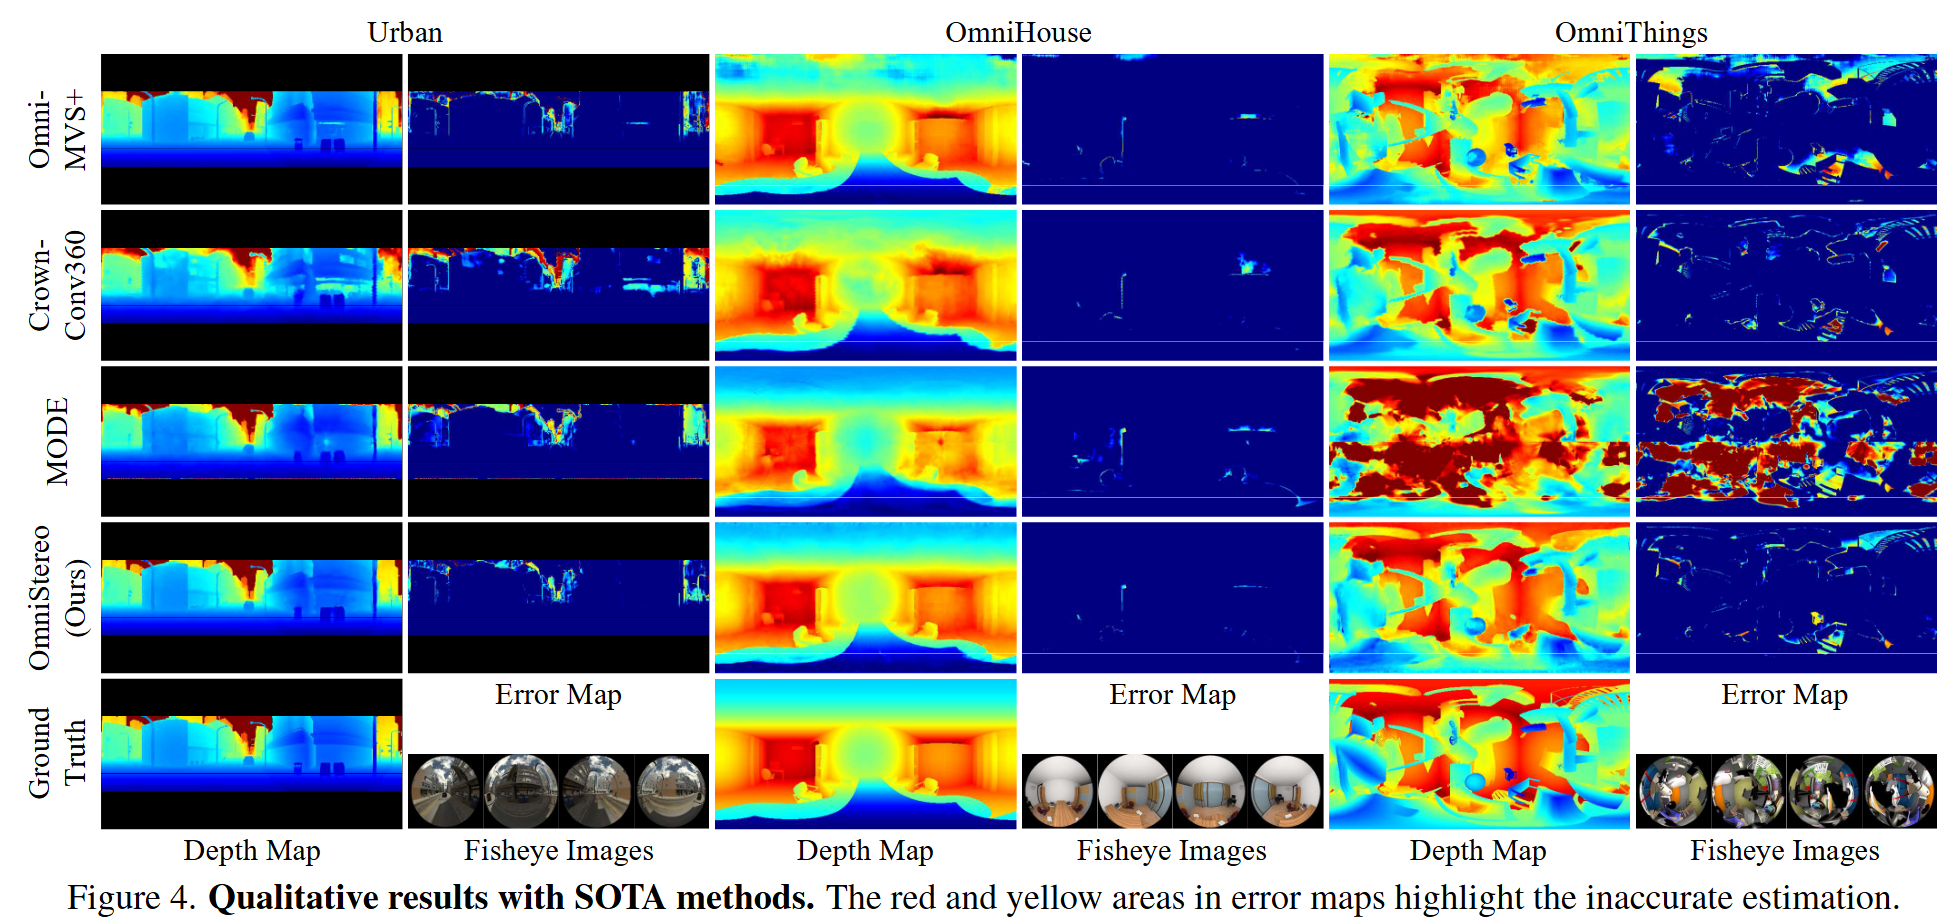 Urban
OmniHouse
OmniThings
Omni-
MVS+
Crown-
Conv360
MODE
OmniStereo
(Ours)
Ground
Truth
Error Map
Error Map
Error Map
Depth Map
Fisheye Images
Depth Map
Fisheye Images
Depth Map
Fisheye Images
Figure 4. Qualitative results with SOTA methods. The red and yellow areas in error maps highlight the inaccurate estimation.